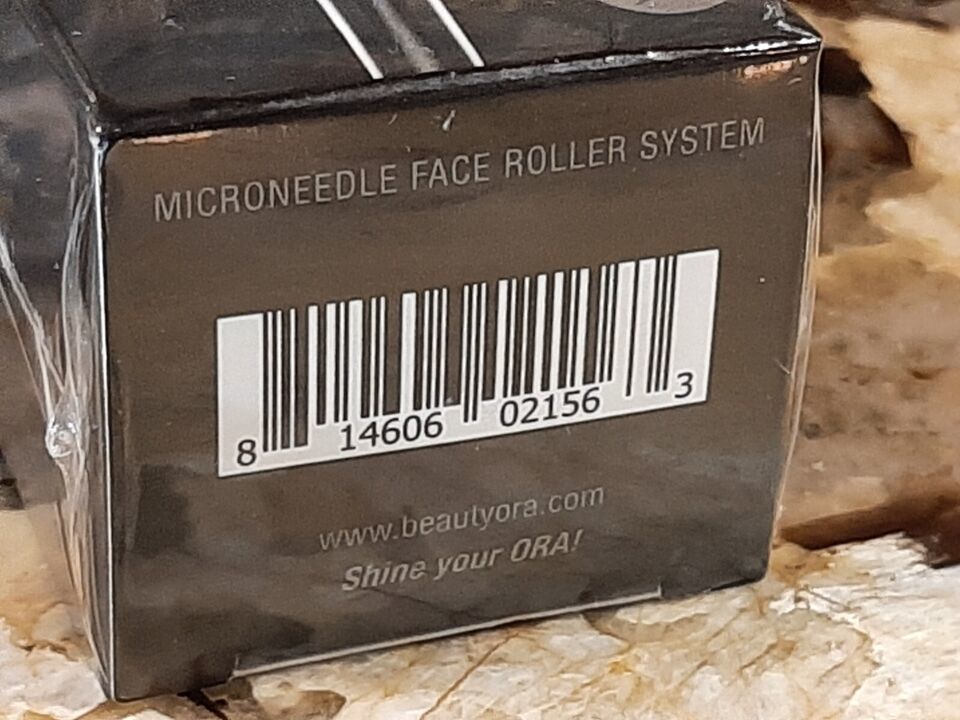 MICRONEEDLE FACE ROLLER SYSTEM
8 14606 02156 3
www.beautyora.com
Shine your ORA!